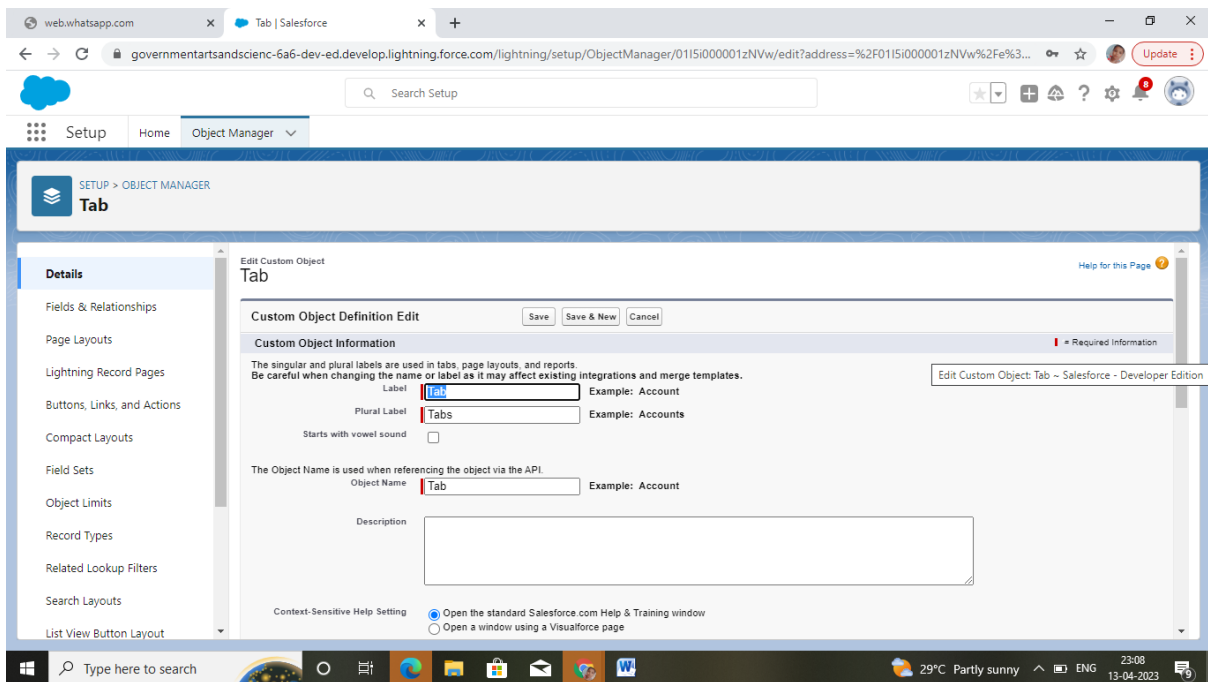 web.whatsapp.com
Tab | Salesforce
governmentartsandscienc-6a6-dev-ed.develop.lightning.force.com/lightning/setup/ObjectManager/01I5i000001zNVw/edit?address=%2F01I5i000001zNVw%2Fe%3...
Update
Search Setup
8
Setup
Home
Object Manager
SETUP > OBJECT MANAGER
Tab
Details
Fields & Relationships
Page Layouts
Lightning Record Pages
Buttons, Links, and Actions
Compact Layouts
Field Sets
Object Limits
Record Types
Related Lookup Filters
Search Layouts
List View Button Layout
Edit Custom Object
Tab
Help for this Page
Custom Object Definition Edit
Save
Save & New
Cancel
Custom Object Information
= Required Information
The singular and plural labels are used in tabs, page layouts, and reports.
Be careful when changing the name or label as it may affect existing integrations and merge templates.
Edit Custom Object: Tab ~ Salesforce - Developer Edition
Label Tab Example: Account
Plural Label Tabs Example: Accounts
Starts with vowel sound
The Object Name is used when referencing the object via the API.
Object Name Tab Example: Account
Description
Context-Sensitive Help Setting
Open the standard Salesforce.com Help & Training window
Open a window using a Visualforce page
Type here to search
29°C Partly sunny
ENG
23:08
13-04-2023
9